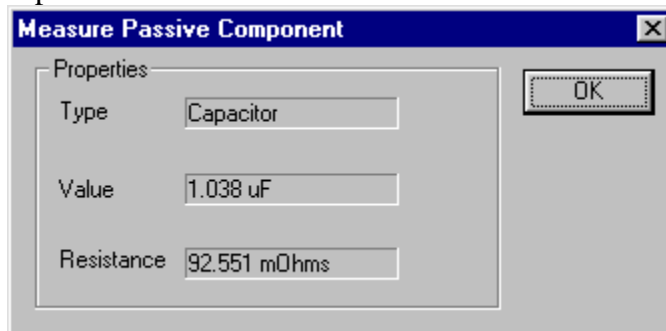 Measure Passive Component
Properties
OK
Type Capacitor
Value 1.038 uF
Resistance 92.551 mOhms